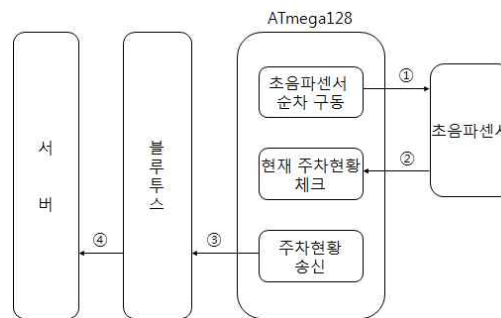 ATmega128
초음파센서
순차 구동
①
초음파센서
현재 주차현황
체크
②
주차현황
송신
③
블루투스
④
서버